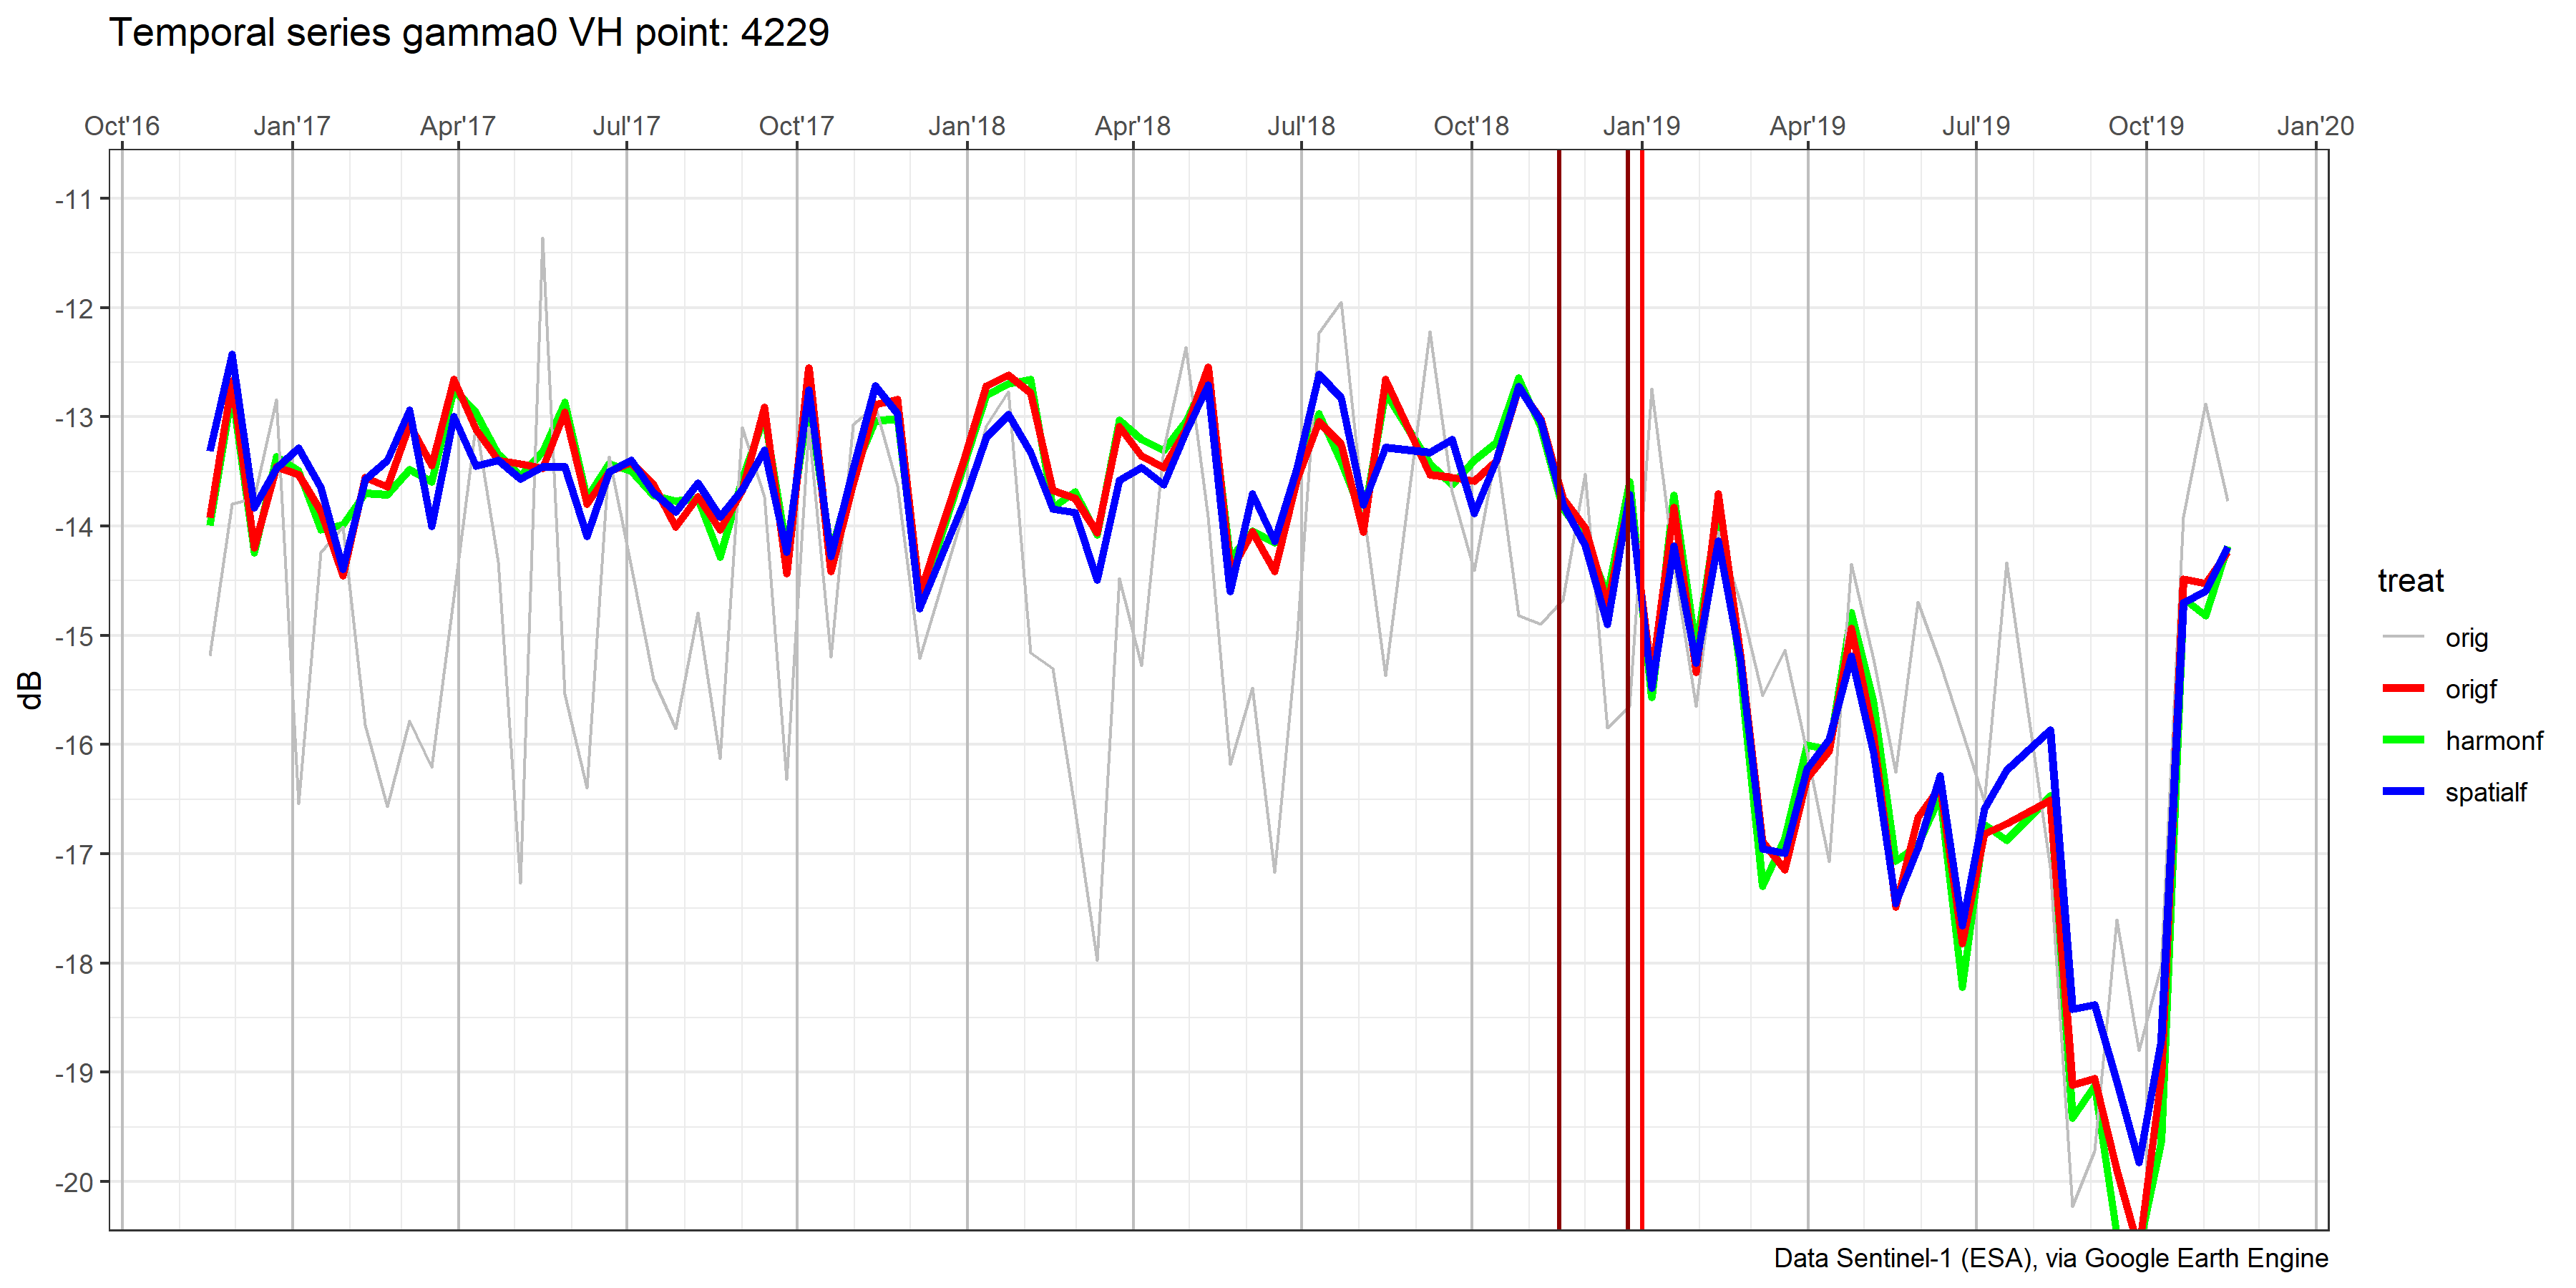 Temporal series gamma0 VH point: 4229
Oct'16 Jan'17 Apr'17 Jul'17 Oct'17 Jan'18 Apr'18 Jul'18 Oct'18 Jan'19 Apr'19 Jul'19 Oct'19 Jan'20
-11
-12
-13
-14
-15
-16
-17
-18
-19
-20
dB
treat
orig
origf
harmonf
spatialf
Data Sentinel-1 (ESA), via Google Earth Engine